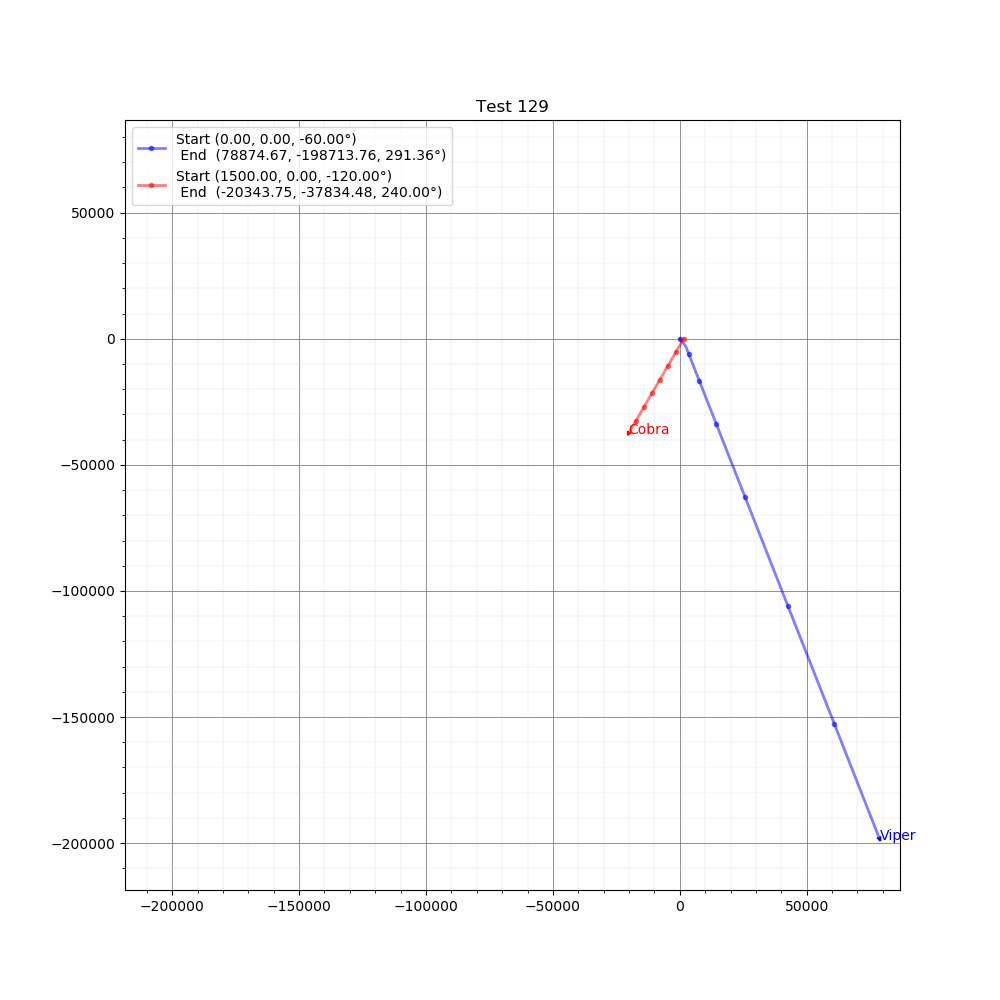 Test 129
Start (0.00, 0.00, -60.00°)
End (78874.67, -198713.76, 291.36°)
Start (1500.00, 0.00, -120.00°)
End (-20343.75, -37834.48, 240.00°)
50000
0
−50000
−100000
−150000
−200000
Cobra
Viper
−200000 −150000 −100000 −50000 0 50000